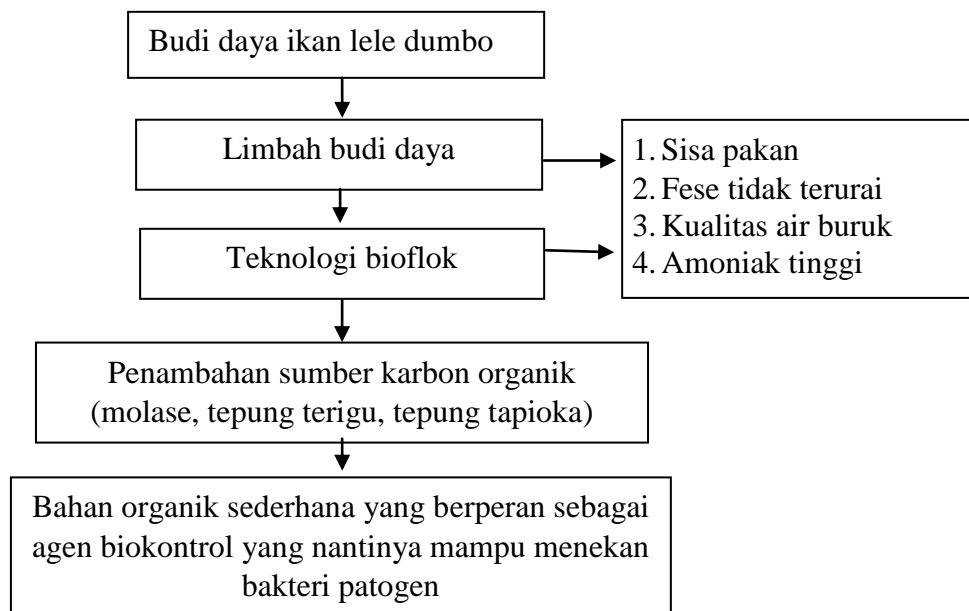 Budi daya ikan lele dumbo
Limbah budi daya
1. Sisa pakan
2. Fese tidak terurai
3. Kualitas air buruk
4. Amoniak tinggi
Teknologi bioflok
Penambahan sumber karbon organik
(molase, tepung terigu, tepung tapioka)
Bahan organik sederhana yang berperan sebagai
agen biokontrol yang nantinya mampu menekan
bakteri patogen